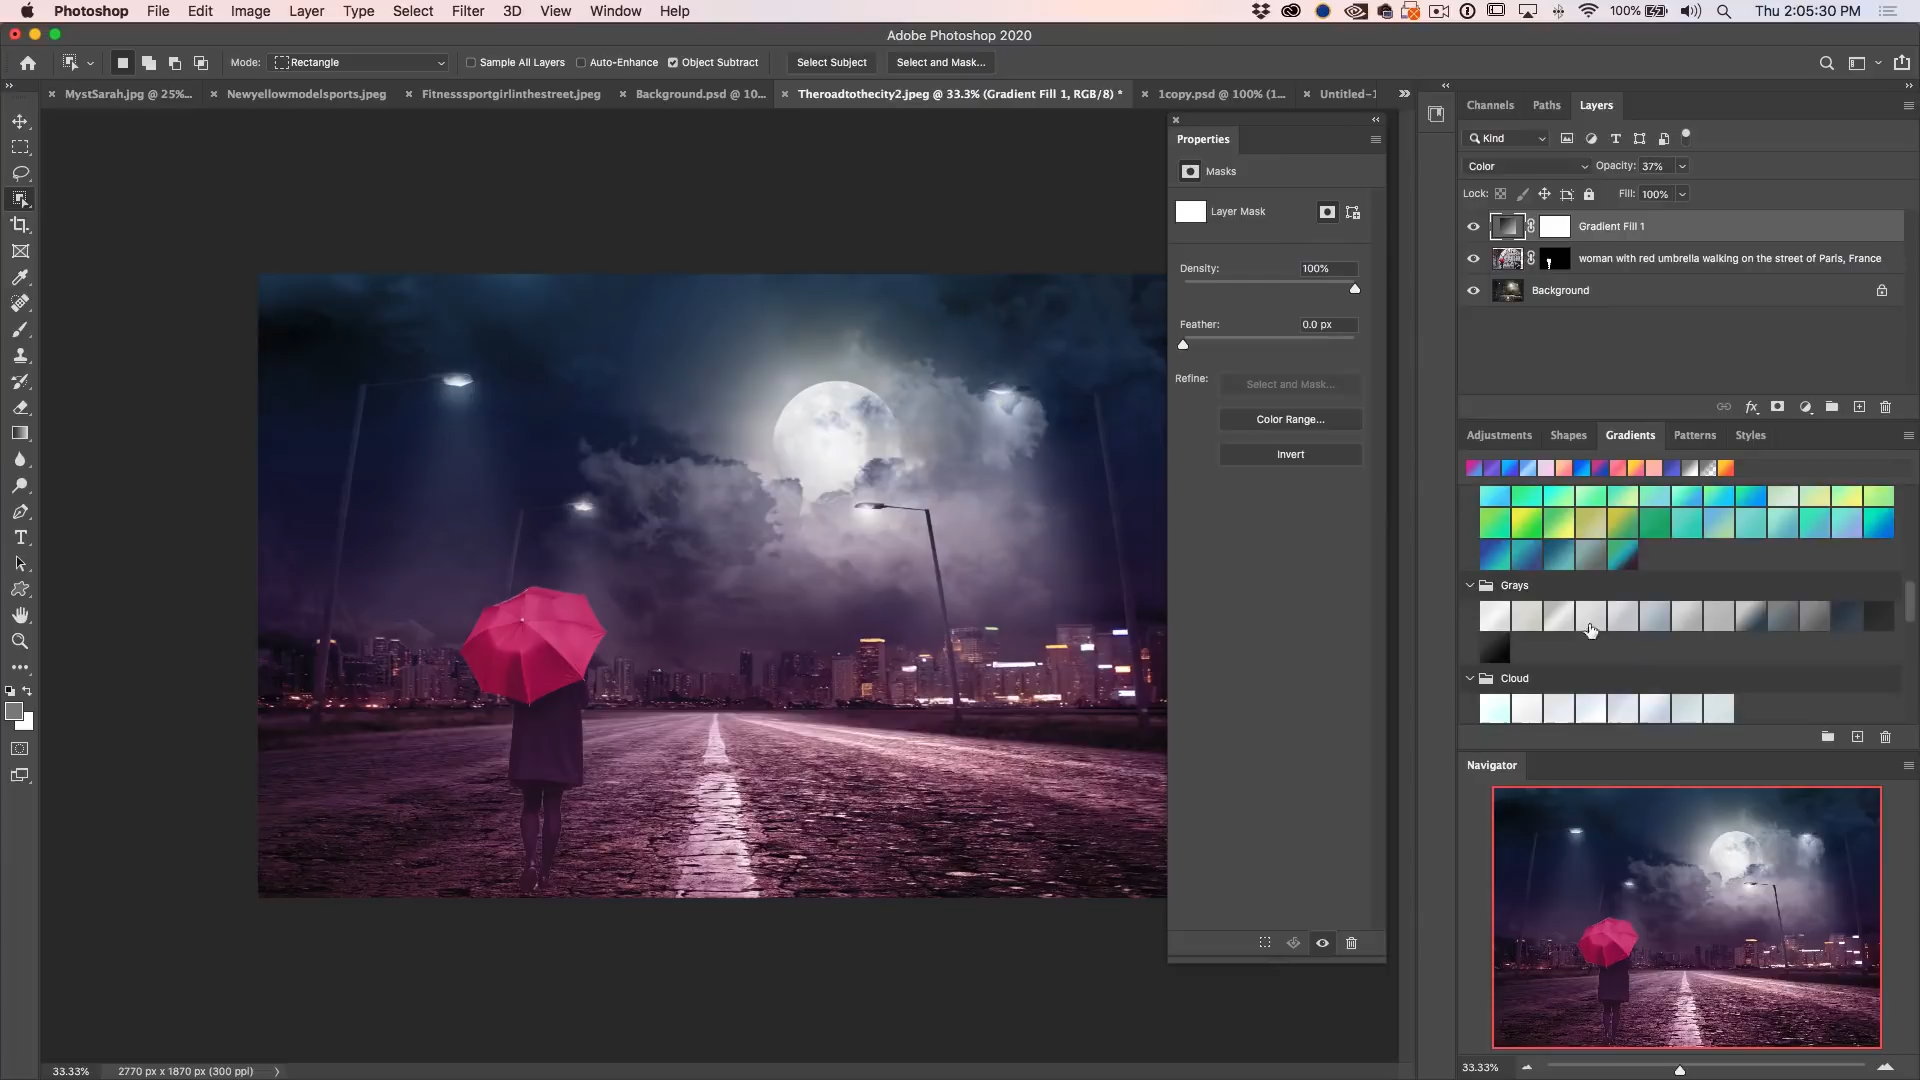 Photoshop File Edit Image Layer Type Select Filter 3D View Window Help 100% Thu 2:05:30 PM
Adobe Photoshop 2020
Mode: Rectangle Sample All Layers Auto-Enhance Object Subtract Select Subject Select and Mask...
MystSarah.jpg @ 25%... Newyellowmodelsports.jpeg Fitnesssportgirlinthestreet.jpeg Background.psd @ 10... Theroadtothecity2.jpeg @ 33.3% (Gradient Fill 1, RGB/8) * 1copy.psd @ 100% (1... Untitled-1
Properties
Masks
Layer Mask
Density: 100%
Feather: 0.0 px
Refine: Select and Mask...
Color Range...
Invert
Channels Paths Layers
Kind
Color Opacity: 37%
Lock: Fill: 100%
Gradient Fill 1
woman with red umbrella walking on the street of Paris, France
Background
fx
Adjustments Shapes Gradients Patterns Styles
Grays
Cloud
Navigator
33.33%
33.33% 2770 px x 1870 px (300 ppi)